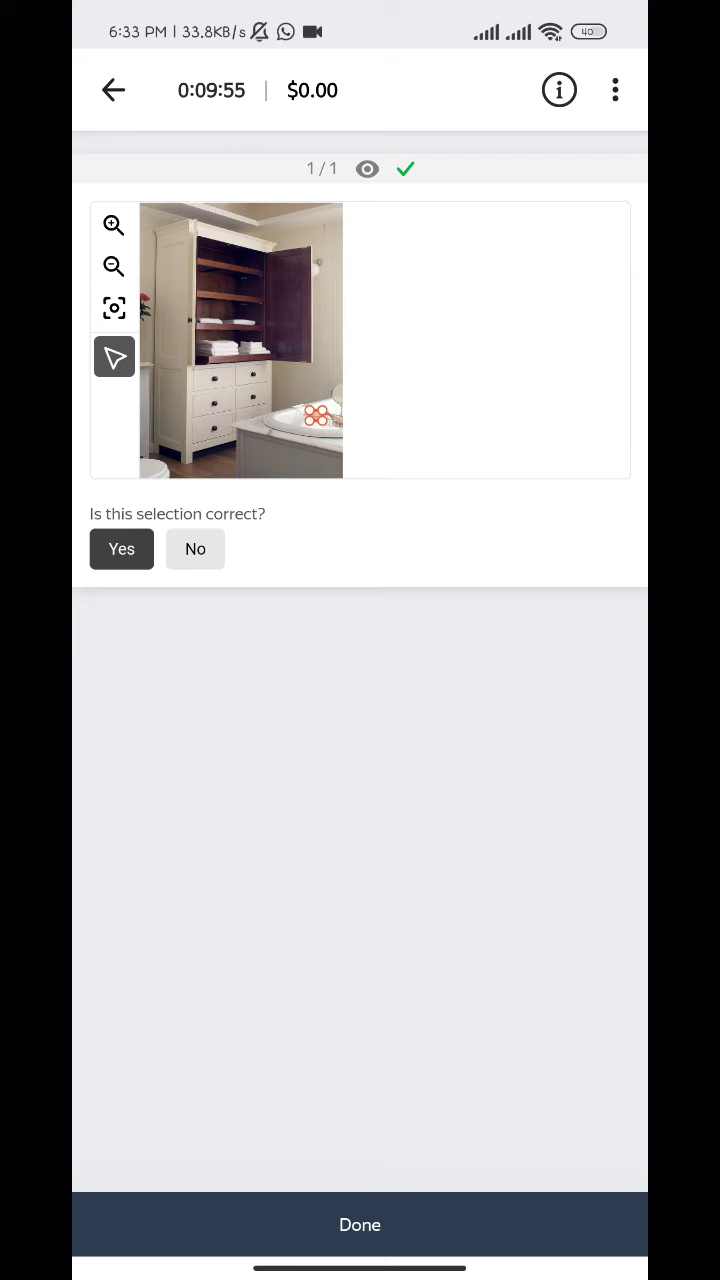 6:33 PM | 33.8KB/s 40
0:09:55 | $0.00
1 / 1
Is this selection correct?
Yes No
Done